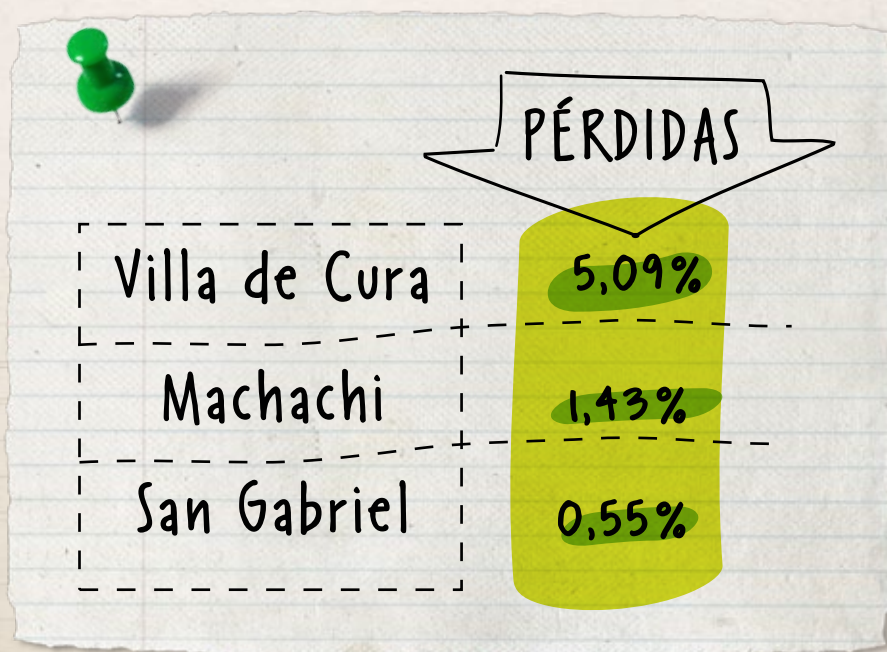 PÉRDIDAS
Villa de Cura 5,09%
Machachi 1,43%
San Gabriel 0,55%